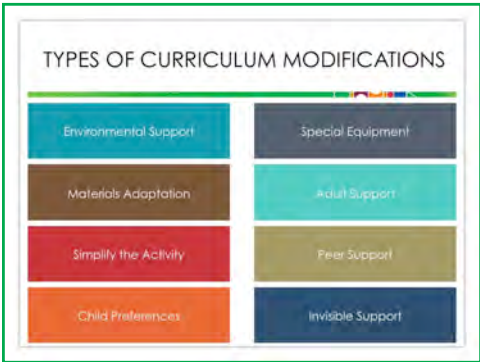 TYPES OF CURRICULUM MODIFICATIONS
Environmental Support
Special Equipment
Materials Adaptation
Adult Support
Simplify the Activity
Peer Support
Child Preferences
Invisible Support